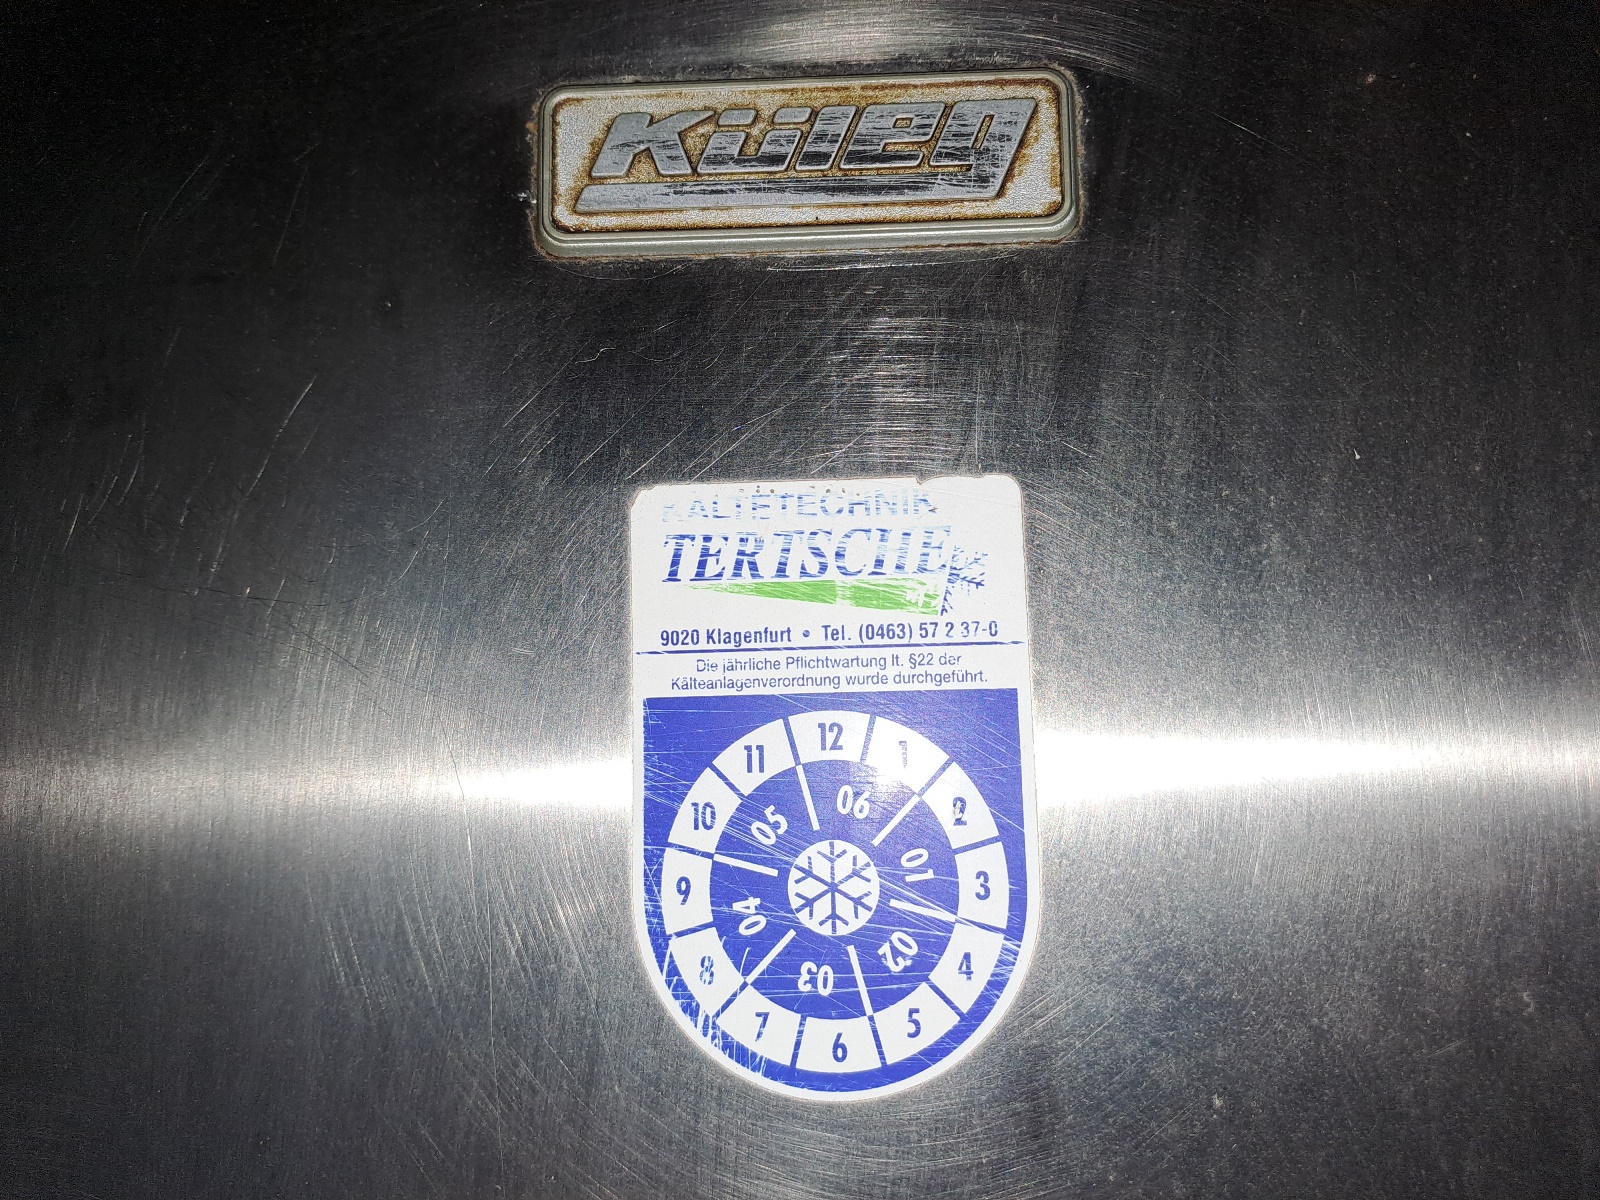 Küleg
KÄLTETECHNIK
TERTSCHE
9020 Klagenfurt • Tel. (0463) 57 2 37-0
Die jährliche Pflichtwartung lt. §22 der
Kälteanlagenverordnung wurde durchgeführt.
12 1 2 3 4 5 6 7 8 9 10 11
06 01 02 03 04 05